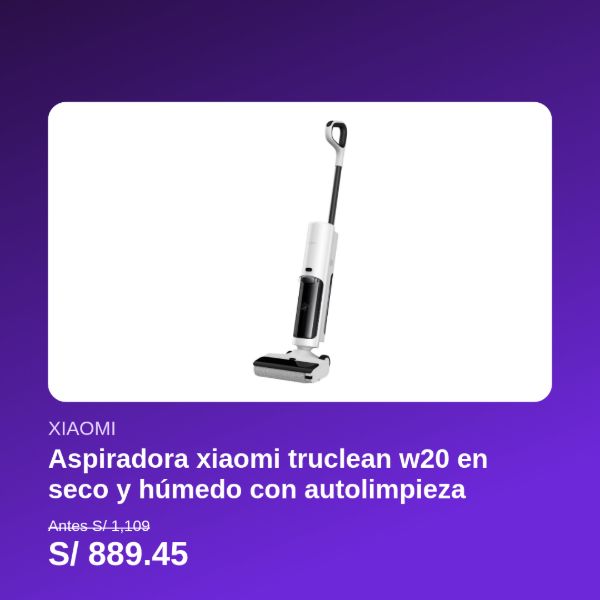 XIAOMI
Aspiradora xiaomi truclean w20 en
seco y húmedo con autolimpieza
Antes S/ 1,109
S/ 889.45